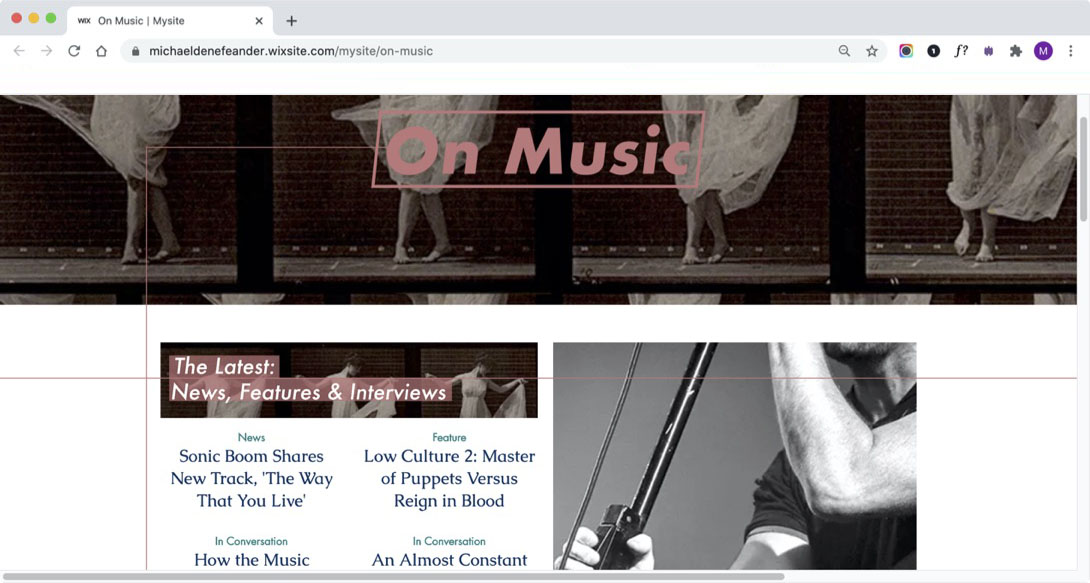 WiX On Music | Mysite
michaeldenefeander.wixsite.com/mysite/on-music
1
f?
M
On Music
The Latest:
News, Features & Interviews
News
Sonic Boom Shares
New Track, 'The Way
That You Live'
In Conversation
How the Music
Feature
Low Culture 2: Master
of Puppets Versus
Reign in Blood
In Conversation
An Almost Constant